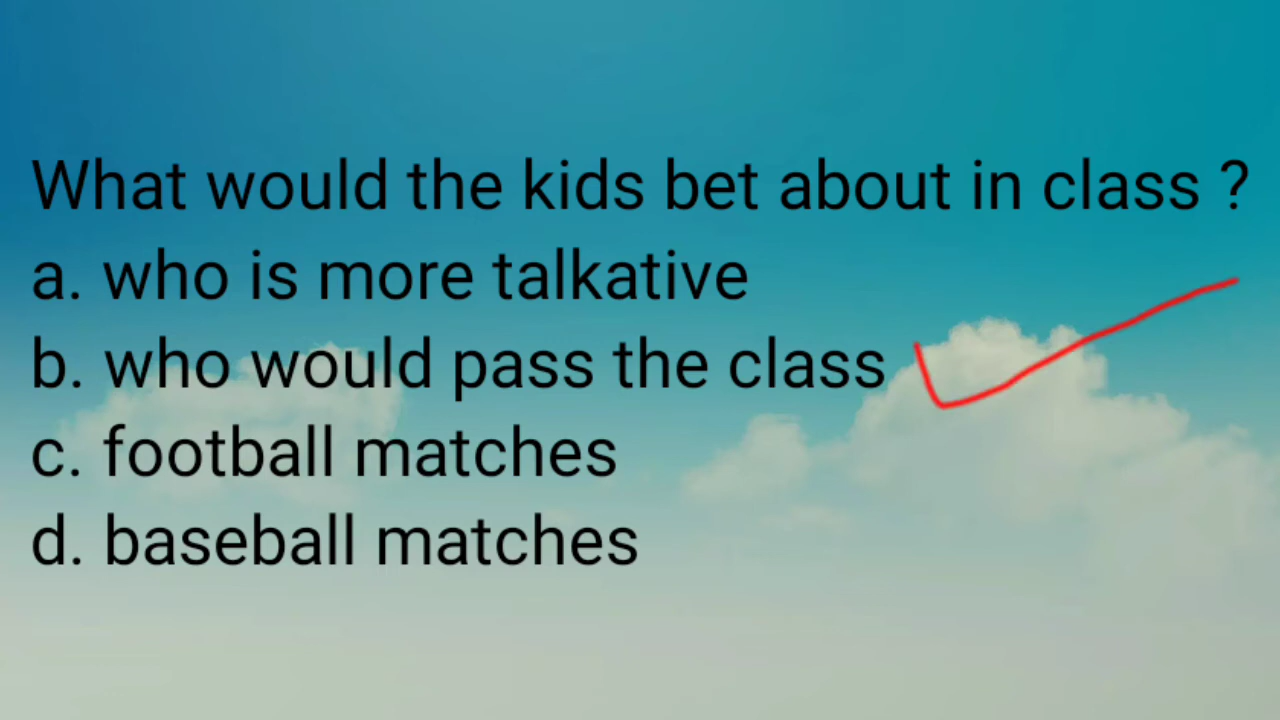 What would the kids bet about in class ?
a. who is more talkative
b. who would pass the class
c. football matches
d. baseball matches